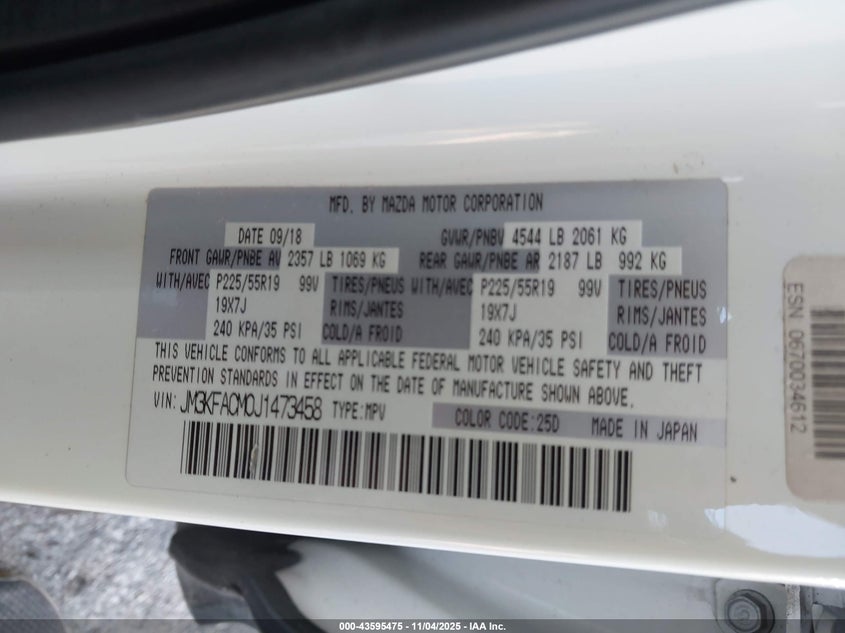 MFD. BY MAZDA MOTOR CORPORATION
DATE 09/18 GVWR/PNBV 4544 LB 2061 KG
FRONT GAWR/PNBE AV 2357 LB 1069 KG REAR GAWR/PNBE AR 2187 LB 992 KG
WITH/AVEC P225/55R19 99V TIRES/PNEUS WITH/AVEC P225/55R19 99V TIRES/PNEUS
19X7J RIMS/JANTES 19X7J RIMS/JANTES
240 KPA/35 PSI COLD/A FROID 240 KPA/35 PSI COLD/A FROID
THIS VEHICLE CONFORMS TO ALL APPLICABLE FEDERAL MOTOR VEHICLE SAFETY AND THEFT
PREVENTION STANDARDS IN EFFECT ON THE DATE OF MANUFACTURE SHOWN ABOVE.
VIN: JM3KFACM0J1473458 TYPE:MPV COLOR CODE:25D MADE IN JAPAN
ESN 0670034612
000-43595475 - 11/04/2025 - IAA Inc.